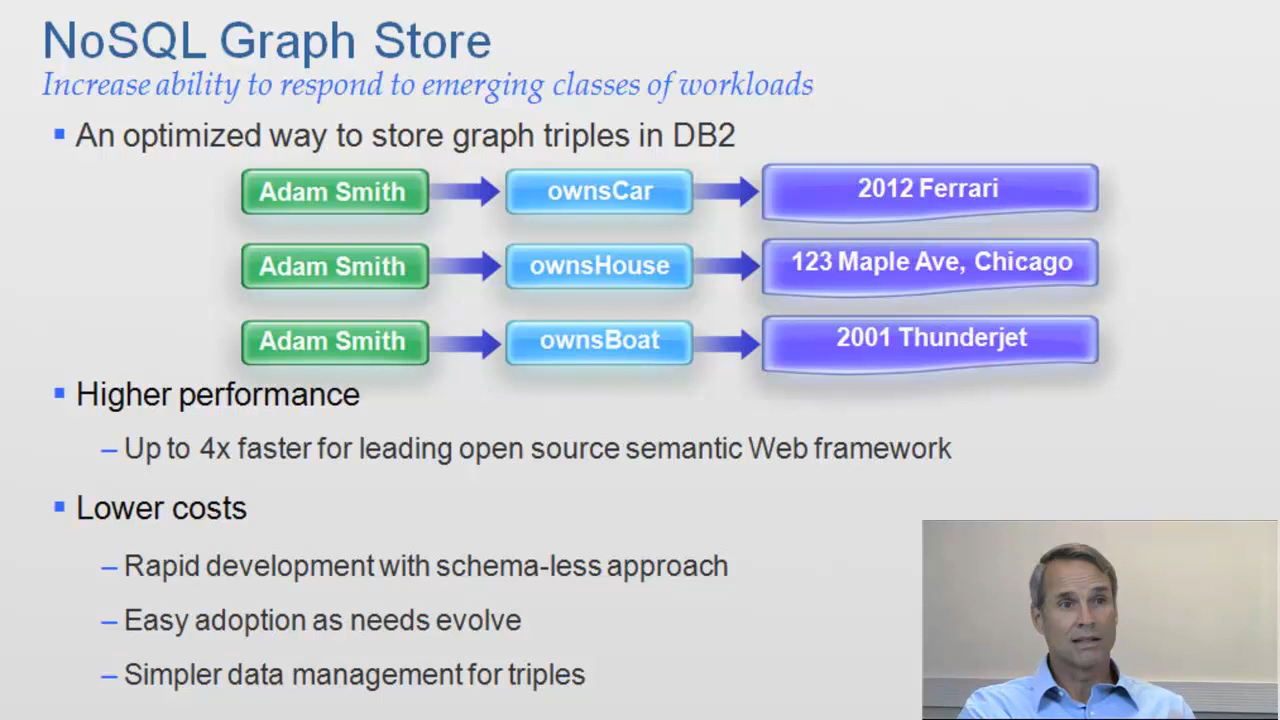 NoSQL Graph Store
Increase ability to respond to emerging classes of workloads
An optimized way to store graph triples in DB2
Adam Smith ownsCar 2012 Ferrari
Adam Smith ownsHouse 123 Maple Ave, Chicago
Adam Smith ownsBoat 2001 Thunderjet
Higher performance
– Up to 4x faster for leading open source semantic Web framework
Lower costs
– Rapid development with schema-less approach
– Easy adoption as needs evolve
– Simpler data management for triples